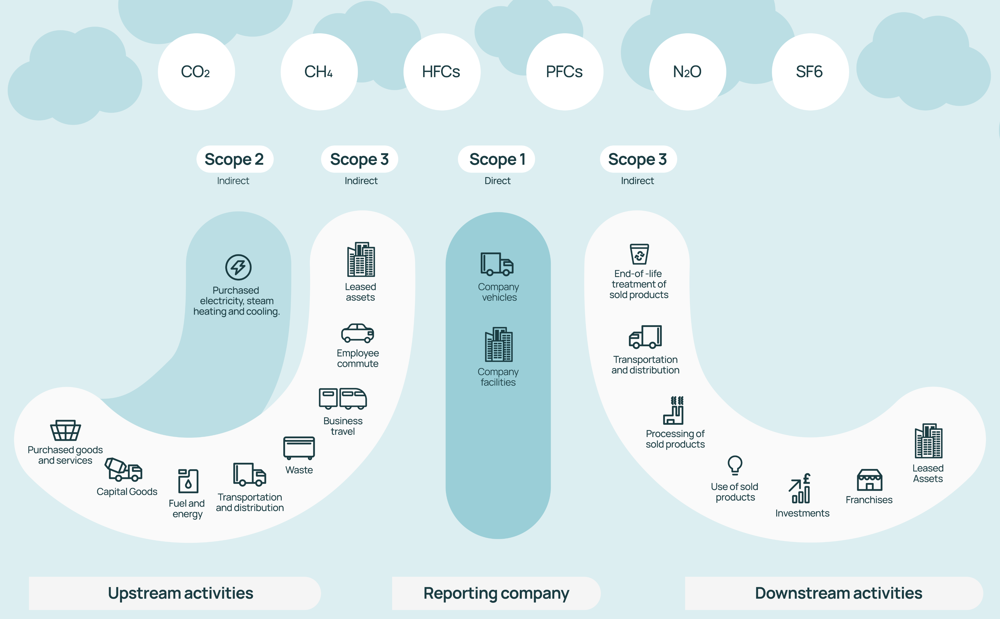 CO₂
CH₄
HFCs
PFCs
N₂O
SF6
Scope 2
Indirect
Scope 3
Indirect
Scope 1
Direct
Scope 3
Indirect
Purchased
electricity, steam
heating and cooling.
Leased
assets
Employee
commute
Business
travel
Waste
Transportation
and distribution
Fuel and
energy
Capital Goods
Purchased goods
and services
Company
vehicles
Company
facilities
End-of -life
treatment of
sold products
Transportation
and distribution
Processing of
sold products
Use of sold
products
£
Investments
Franchises
Leased
Assets
Upstream activities
Reporting company
Downstream activities